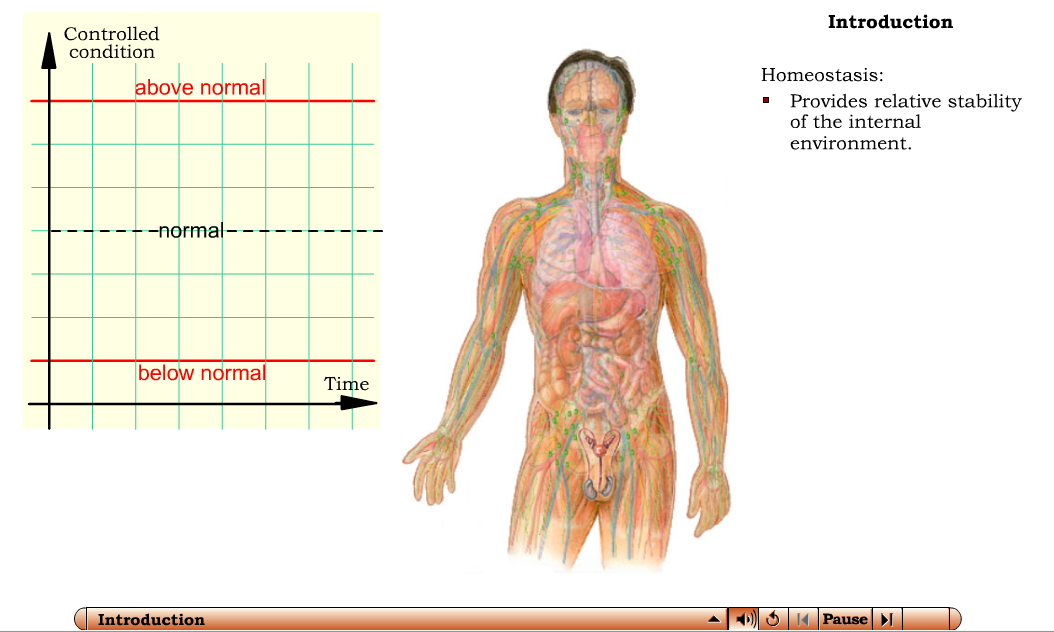 Controlled
condition
above normal
normal
below normal
Time
Introduction
Homeostasis:
Provides relative stability
of the internal
environment.
Introduction
Pause